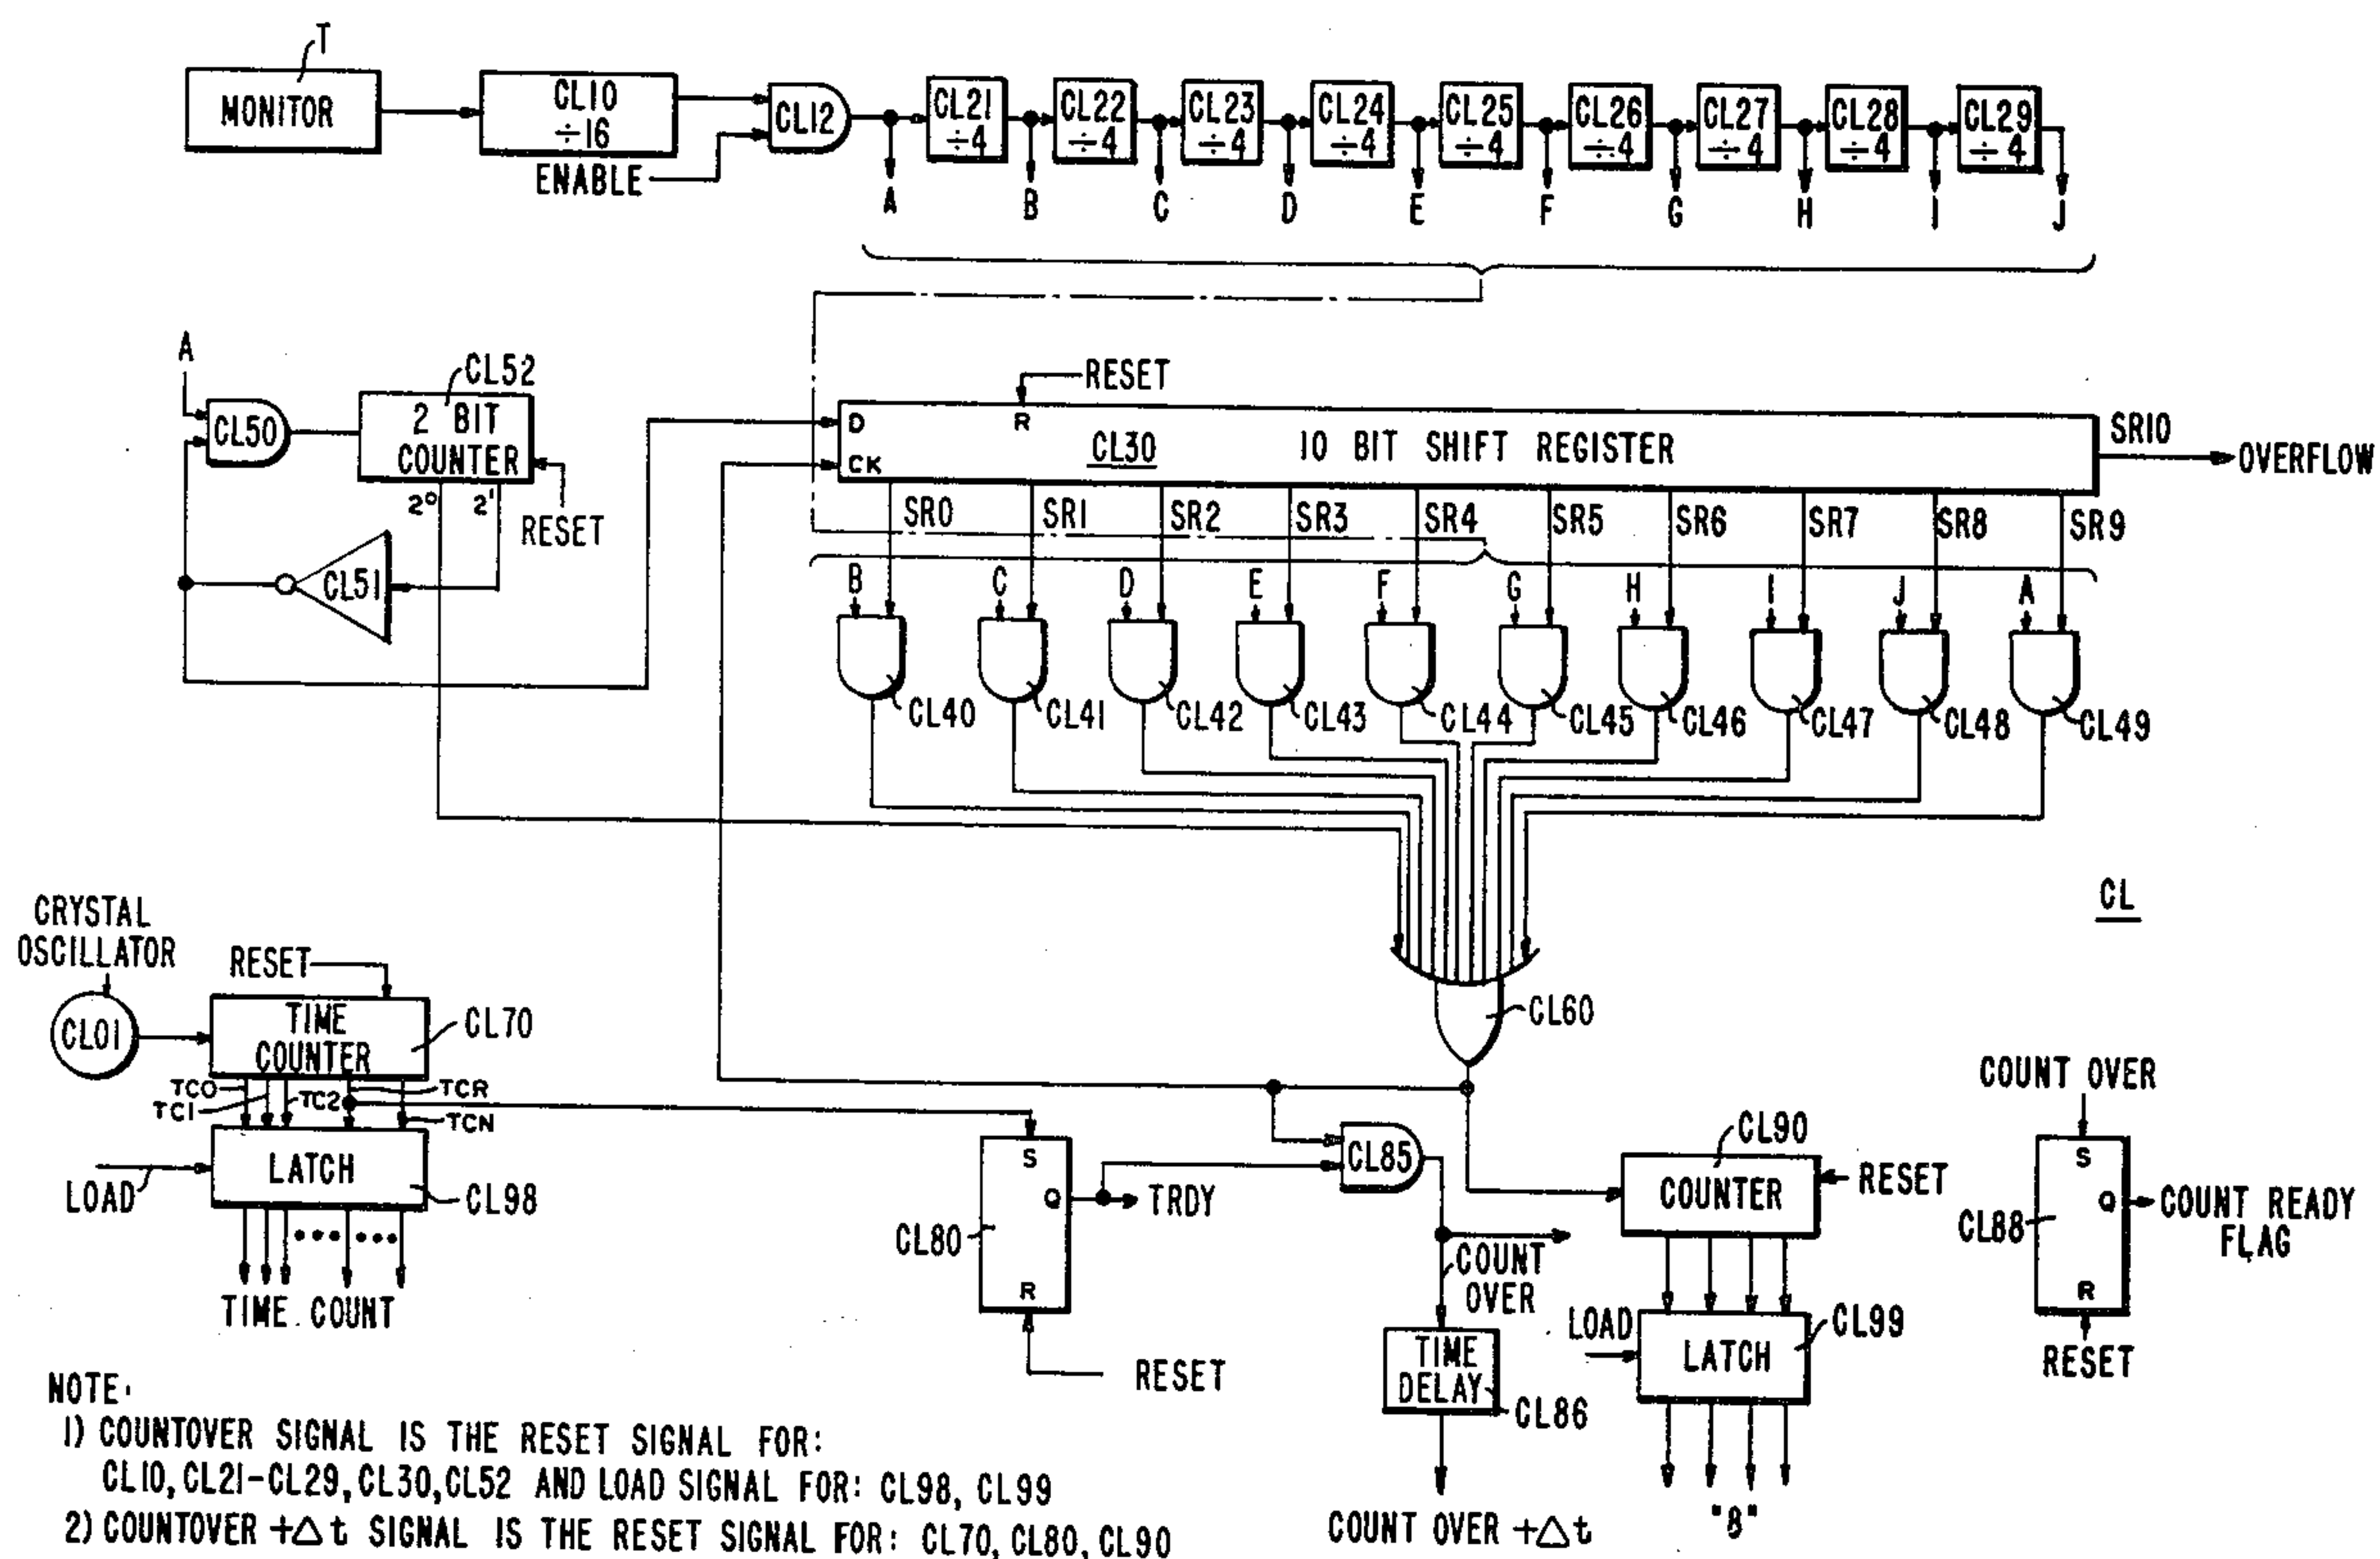 T
MONITOR
CL10
÷16
ENABLE
CL12
CL21
÷4
CL22
÷4
CL23
÷4
CL24
÷4
CL25
÷4
CL26
÷4
CL27
÷4
CL28
÷4
CL29
÷4
A B C D E F G H I J
A
CL50
CL52
2 BIT
COUNTER
2⁰ 2'
RESET
CL51
RESET
D
R
CK
CL30 10 BIT SHIFT REGISTER
SR10
OVERFLOW
SR0 SR1 SR2 SR3 SR4 SR5 SR6 SR7 SR8 SR9
B C D E F G H I J A
CL40 CL41 CL42 CL43 CL44 CL45 CL46 CL47 CL48 CL49
CL
CL60
CRYSTAL
OSCILLATOR
CL01
RESET
TIME
COUNTER
CL70
TC0
TC1
TC2
TCR
TCN
LOAD
LATCH
CL98
TIME COUNT
S
Q
R
CL80
TRDY
RESET
CL85
COUNT
OVER
TIME
DELAY
CL86
COUNT OVER +Δt
CL90
COUNTER
RESET
LOAD
LATCH
CL99
"8"
COUNT OVER
S
Q
R
CL88
COUNT READY
FLAG
RESET
NOTE:
1) COUNTOVER SIGNAL IS THE RESET SIGNAL FOR:
CL10, CL21-CL29, CL30, CL52 AND LOAD SIGNAL FOR: CL98, CL99
2) COUNTOVER +Δt SIGNAL IS THE RESET SIGNAL FOR: CL70, CL80, CL90